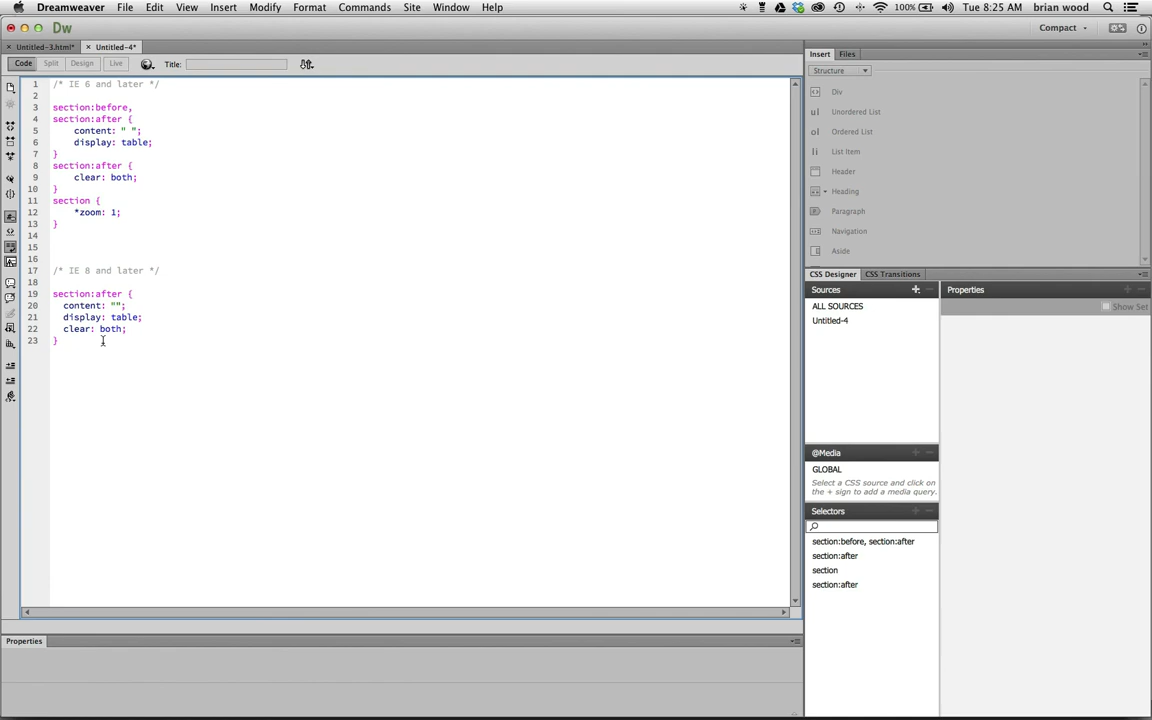 Dreamweaver File Edit View Insert Modify Format Commands Site Window Help 100% Tue 8:25 AM brian wood
Dw Compact
Untitled-3.html* Untitled-4*
Code Split Design Live Title:
1 /* IE 6 and later */
2
3 section:before,
4 section:after {
5 content: " ";
6 display: table;
7 }
8 section:after {
9 clear: both;
10 }
11 section {
12 *zoom: 1;
13 }
14
15
16
17 /* IE 8 and later */
18
19 section:after {
20 content: "";
21 display: table;
22 clear: both;
23 }
Insert Files
Structure
Div
ul Unordered List
ol Ordered List
li List Item
Header
Heading
Paragraph
Navigation
Aside
CSS Designer CSS Transitions
Sources
ALL SOURCES
Untitled-4
Properties
Show Set
@Media
GLOBAL
Select a CSS source and click on
the + sign to add a media query.
Selectors
section:before, section:after
section:after
section
section:after
Properties